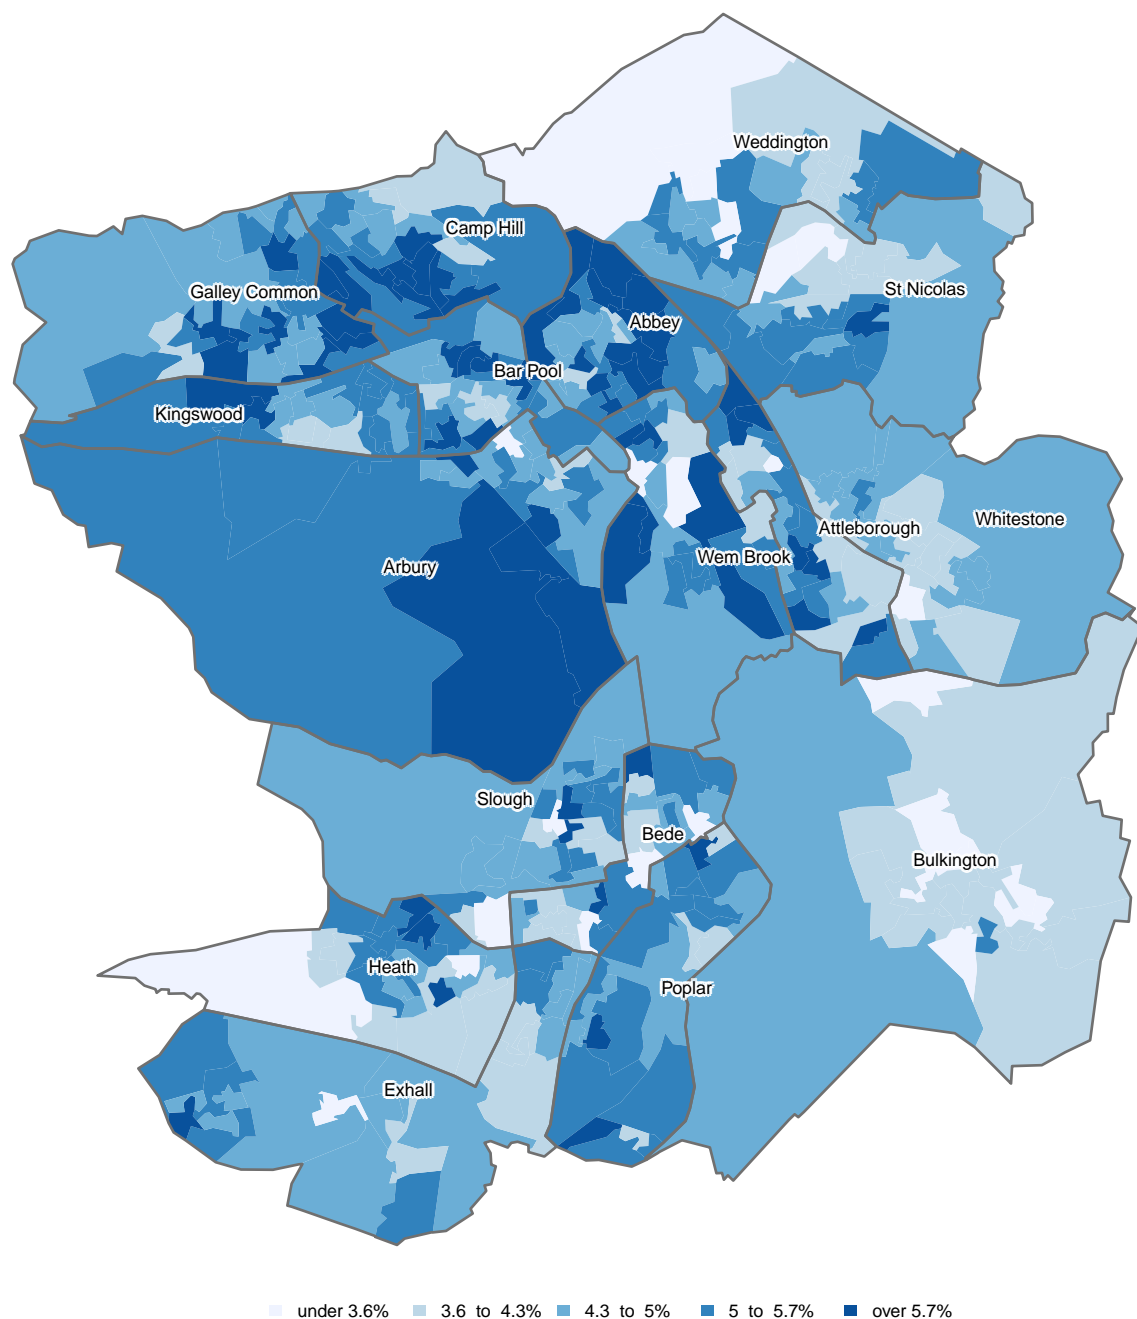 Weddington
Camp Hill
St Nicolas
Galley Common
Abbey
Bar Pool
Kingswood
Whitestone
Attleborough
Wem Brook
Arbury
Slough
Bede
Bulkington
Heath
Poplar
Exhall
under 3.6% 3.6 to 4.3% 4.3 to 5% 5 to 5.7% over 5.7%